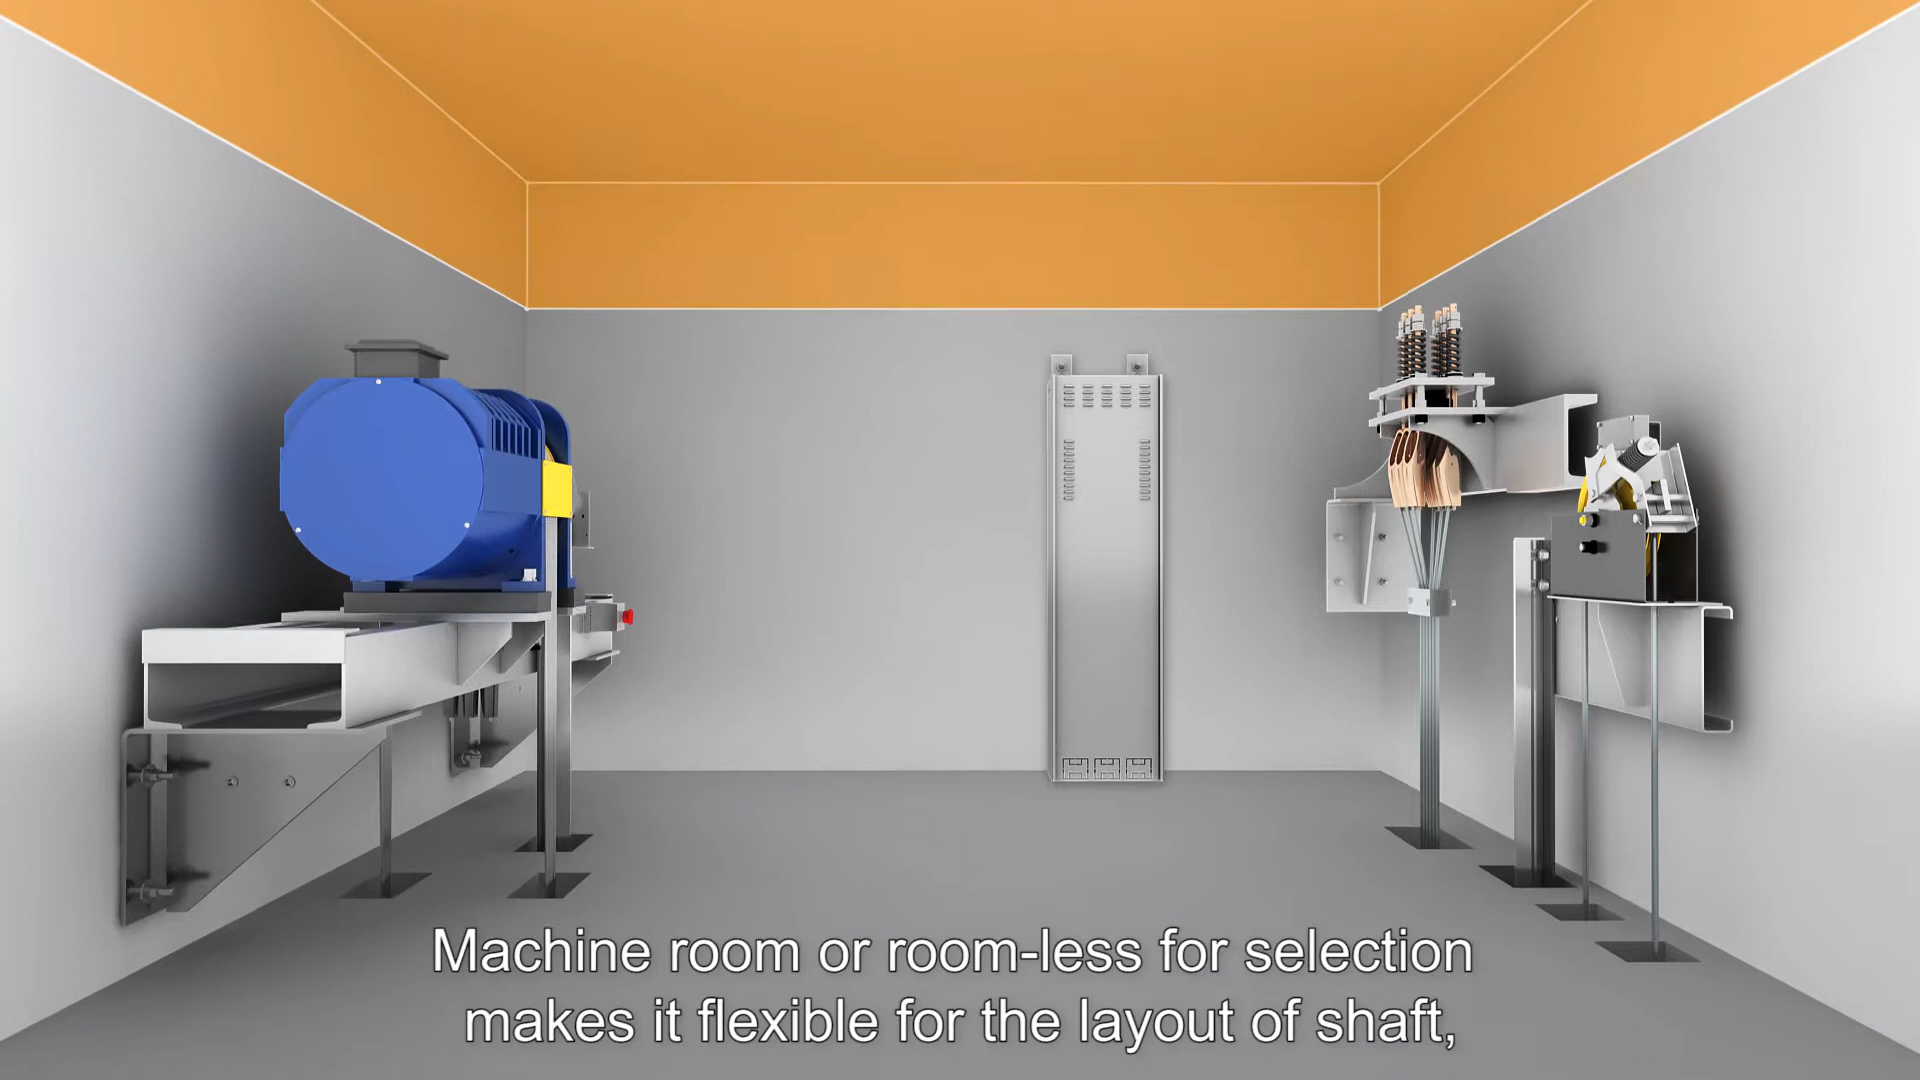 Machine room or room-less for selection
makes it flexible for the layout of shaft,